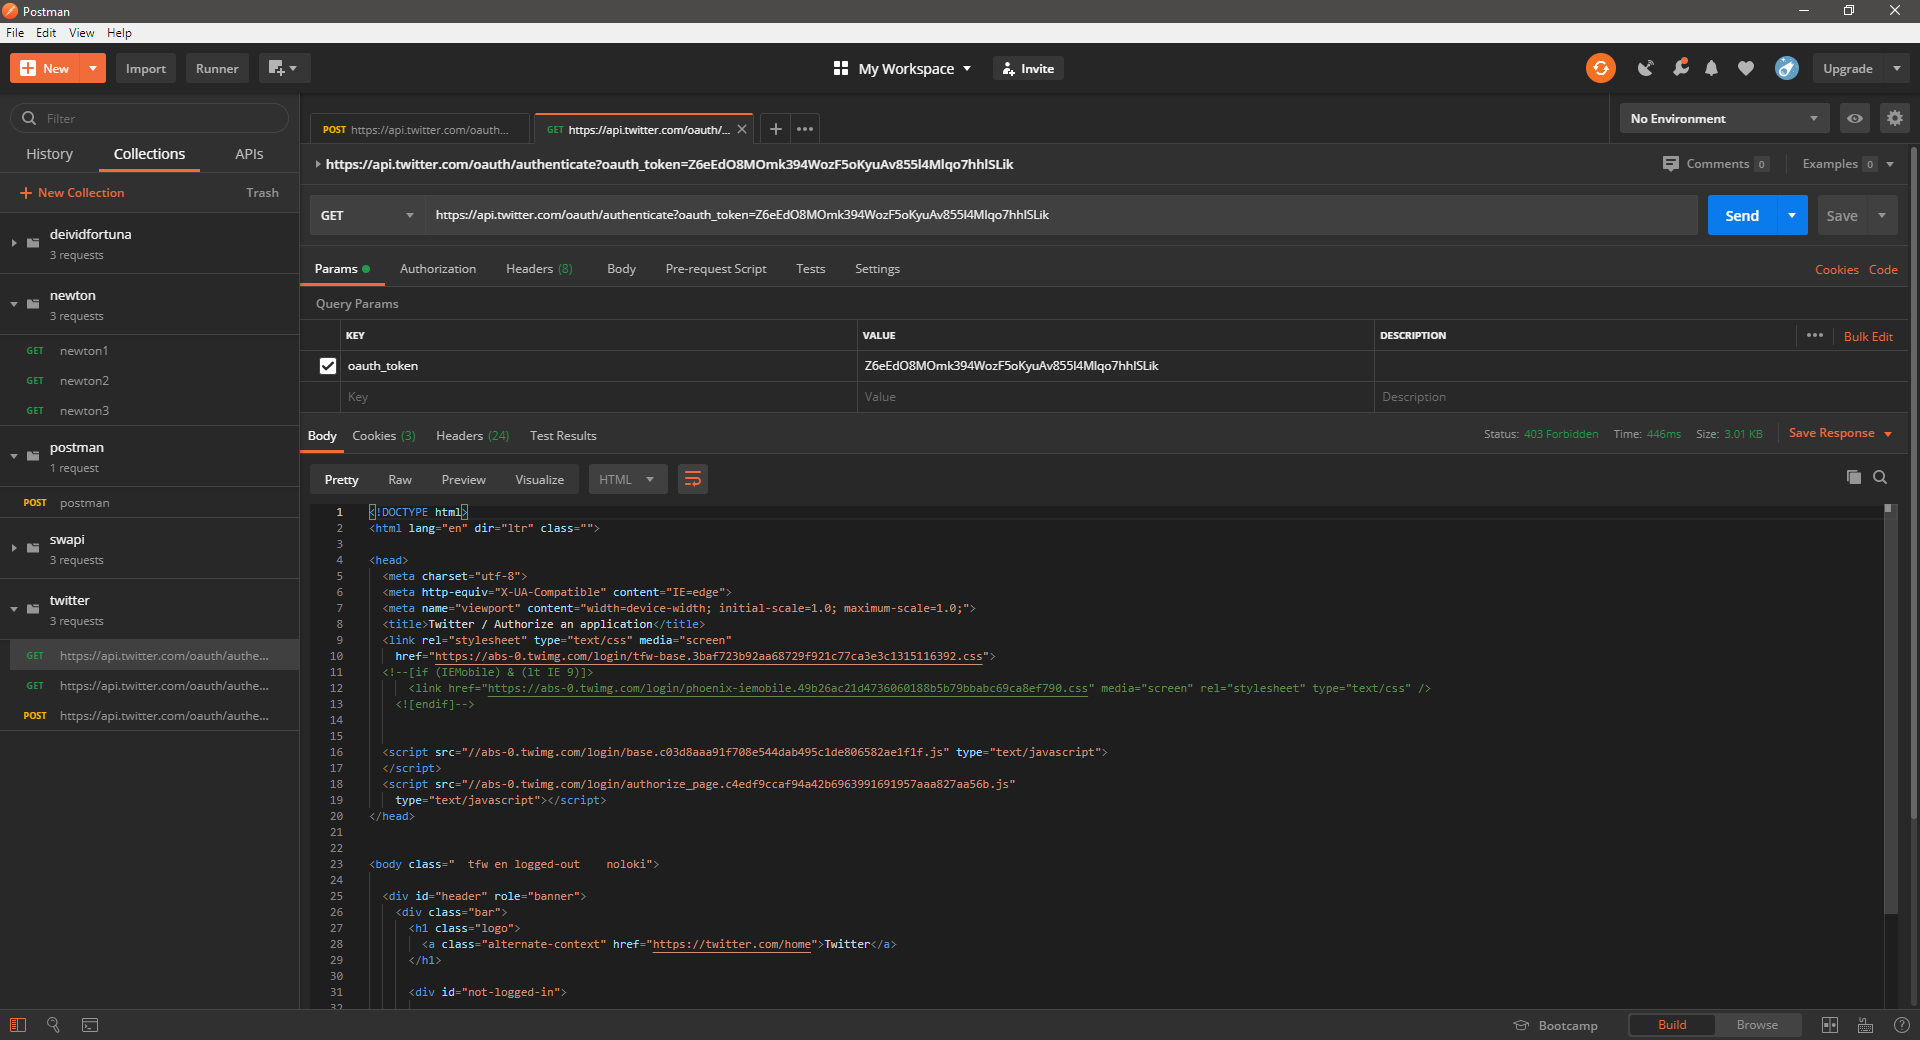 Postman
File Edit View Help
New Import Runner My Workspace Invite Upgrade
Filter
History Collections APIs
New Collection Trash
deividfortuna
3 requests
newton
3 requests
GET newton1
GET newton2
GET newton3
postman
1 request
POST postman
swapi
3 requests
twitter
3 requests
GET https://api.twitter.com/oauth/authe...
GET https://api.twitter.com/oauth/authe...
POST https://api.twitter.com/oauth/authe...
POST https://api.twitter.com/oauth... GET https://api.twitter.com/oauth/... No Environment
https://api.twitter.com/oauth/authenticate?oauth_token=Z6eEdO8MOmk394WozF5oKyuAv855l4Mlqo7hhlSLik Comments 0 Examples 0
GET https://api.twitter.com/oauth/authenticate?oauth_token=Z6eEdO8MOmk394WozF5oKyuAv855l4Mlqo7hhlSLik Send Save
Params Authorization Headers (8) Body Pre-request Script Tests Settings Cookies Code
Query Params
KEY VALUE DESCRIPTION Bulk Edit
oauth_token Z6eEdO8MOmk394WozF5oKyuAv855l4Mlqo7hhlSLik
Key Value Description
Body Cookies (3) Headers (24) Test Results Status: 403 Forbidden Time: 446ms Size: 3.01 KB Save Response
Pretty Raw Preview Visualize HTML
1 <!DOCTYPE html>
2 <html lang="en" dir="ltr" class="">
3
4 <head>
5 <meta charset="utf-8">
6 <meta http-equiv="X-UA-Compatible" content="IE=edge">
7 <meta name="viewport" content="width=device-width; initial-scale=1.0; maximum-scale=1.0;">
8 <title>Twitter / Authorize an application</title>
9 <link rel="stylesheet" type="text/css" media="screen"
10 href="https://abs-0.twimg.com/login/tfw-base.3baf723b92aa68729f921c77ca3e3c1315116392.css">
11 <!--[if (IEMobile) & (lt IE 9)]>
12 <link href="https://abs-0.twimg.com/login/phoenix-iemobile.49b26ac21d4736060188b5b79bbabc69ca8ef790.css" media="screen" rel="stylesheet" type="text/css" />
13 <![endif]-->
14
15
16 <script src="//abs-0.twimg.com/login/base.c03d8aaa91f708e544dab495c1de806582ae1f1f.js" type="text/javascript">
17 </script>
18 <script src="//abs-0.twimg.com/login/authorize_page.c4edf9ccaf94a42b6963991691957aaa827aa56b.js"
19 type="text/javascript"></script>
20 </head>
21
22
23 <body class="  tfw en logged-out    noloki">
24
25 <div id="header" role="banner">
26 <div class="bar">
27 <h1 class="logo">
28 <a class="alternate-context" href="https://twitter.com/home">Twitter</a>
29 </h1>
30
31 <div id="not-logged-in">
32
Bootcamp Build Browse